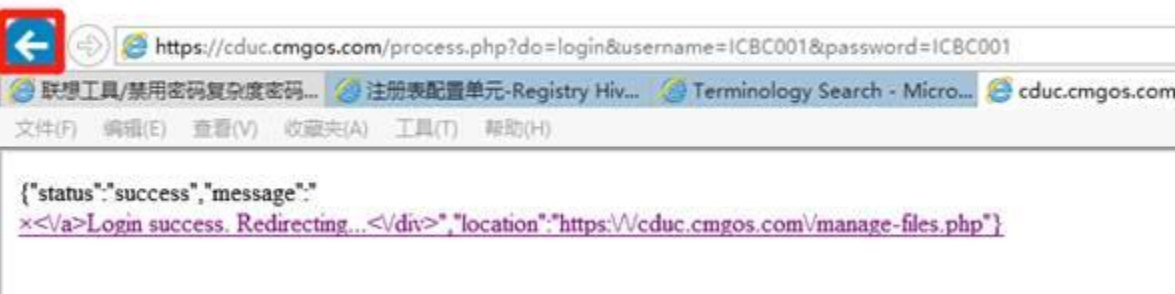 https://cduc.cmgos.com/process.php?do=login&username=ICBC001&password=ICBC001
联想工具/禁用密码复杂度密码... 注册表配置单元-Registry Hiv... Terminology Search - Micro... cduc.cmgos.com
文件(F) 编辑(E) 查看(V) 收藏夹(A) 工具(T) 帮助(H)
{"status":"success","message":"
×<\/a>Login success. Redirecting...<\/div>","location":"https:\/\/cduc.cmgos.com\/manage-files.php"}